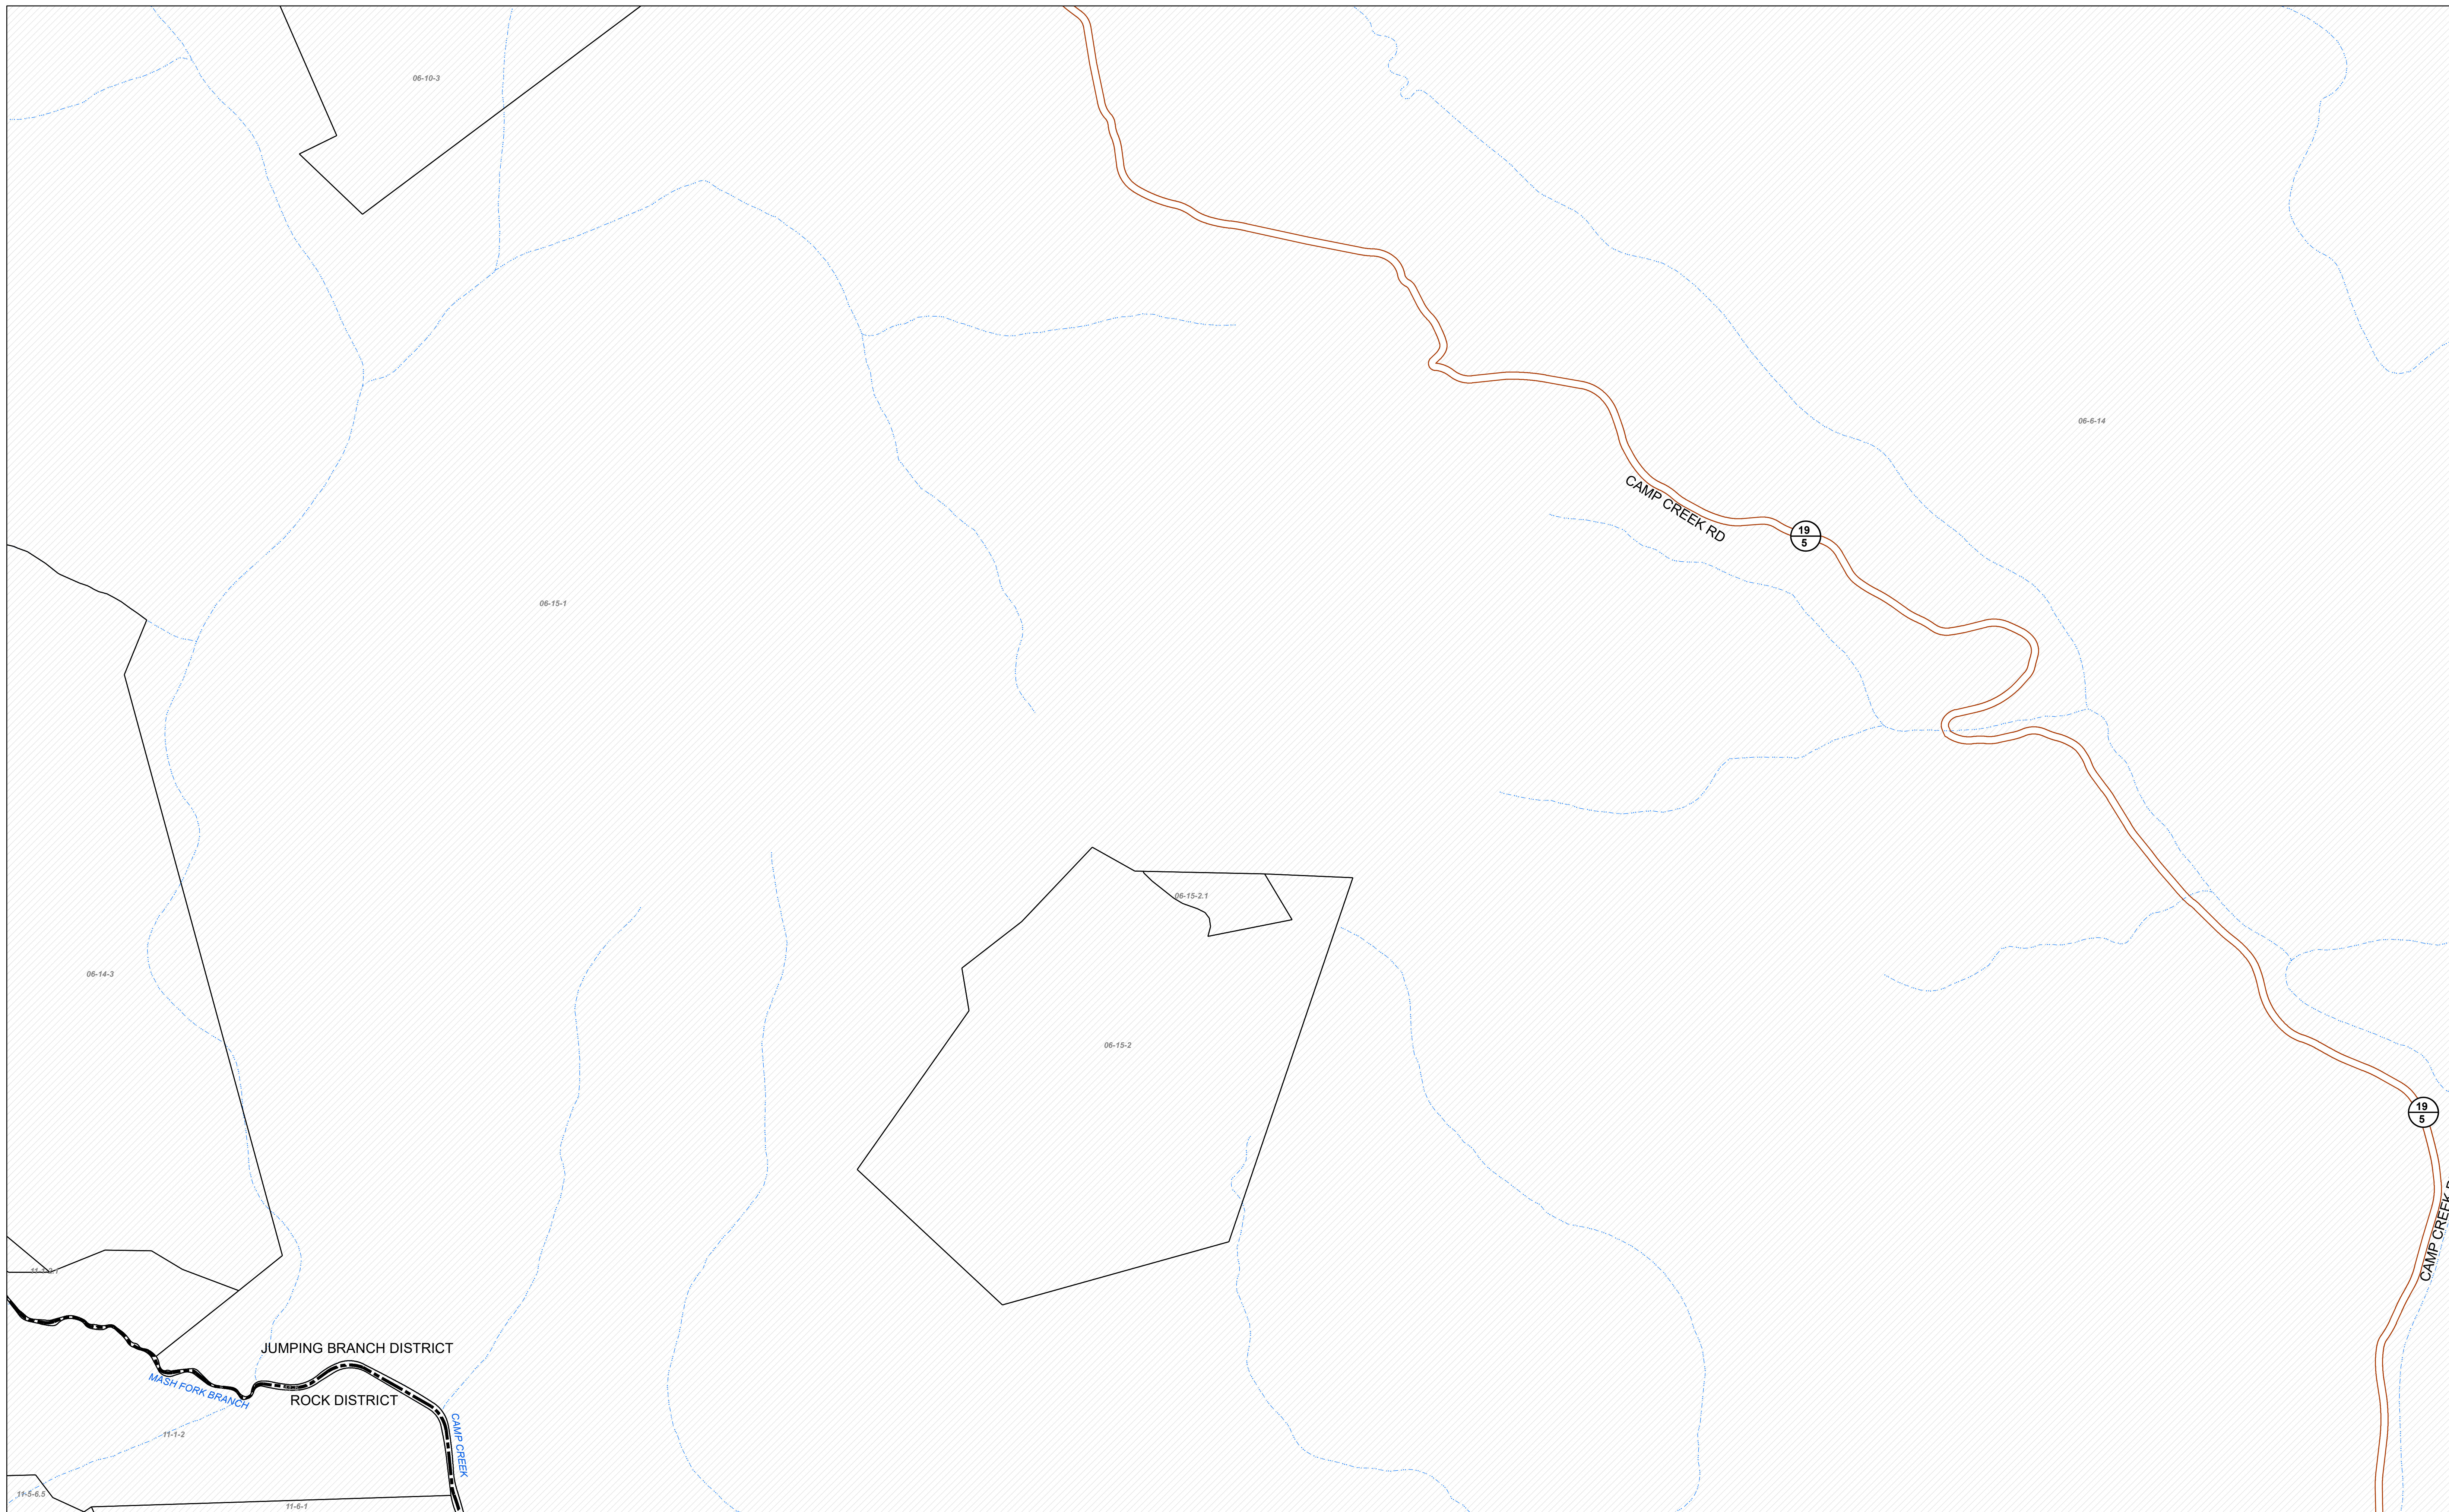 06-10-3
06-6-14
CAMP CREEK RD
19
5
06-15-1
06-15-2.1
06-14-3
06-15-2
19
5
CAMP CREEK
JUMPING BRANCH DISTRICT
MASH FORK BRANCH
ROCK DISTRICT
CAMP CREEK
11-1-2
11-5-6.5
11-6-1